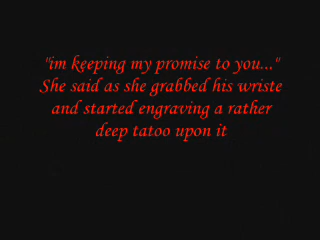 "im keeping my promise to you..."
She said as she grabbed his wriste
and started engraving a rather
deep tatoo upon it